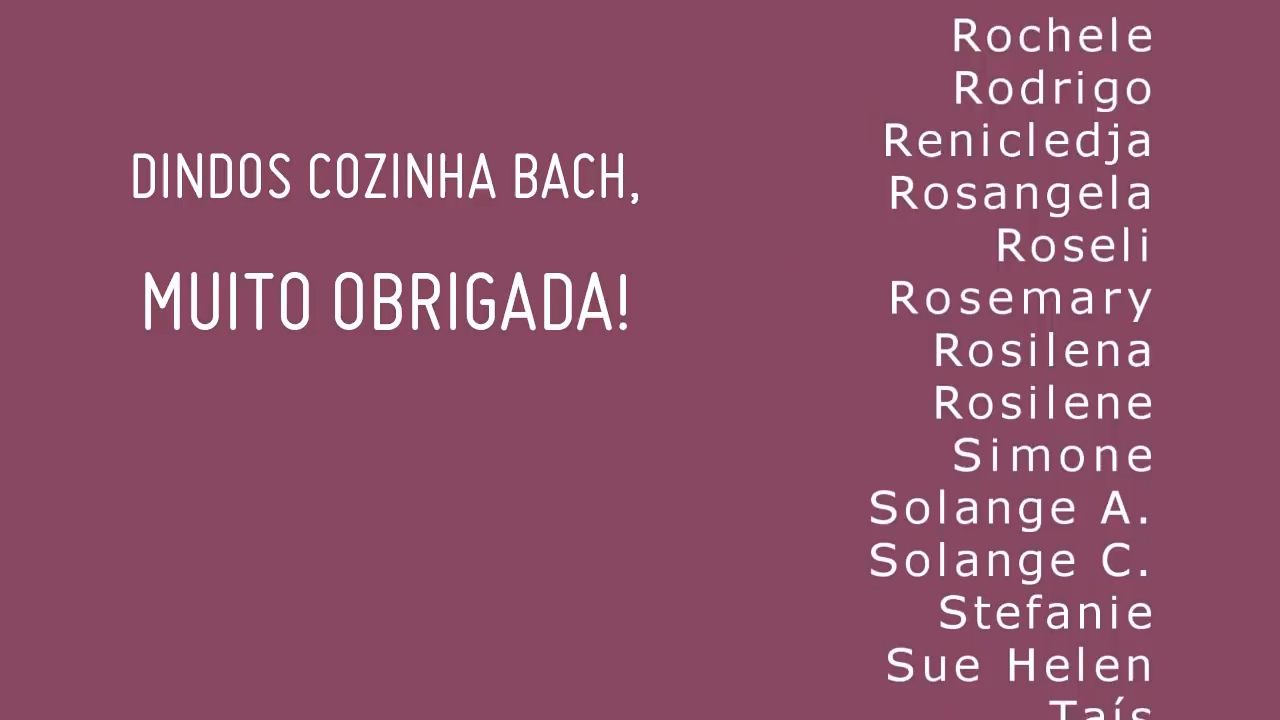 DINDOS COZINHA BACH,
MUITO OBRIGADA!
Rochele
Rodrigo
Renicledja
Rosangela
Roseli
Rosemary
Rosilena
Rosilene
Simone
Solange A.
Solange C.
Stefanie
Sue Helen
Taís